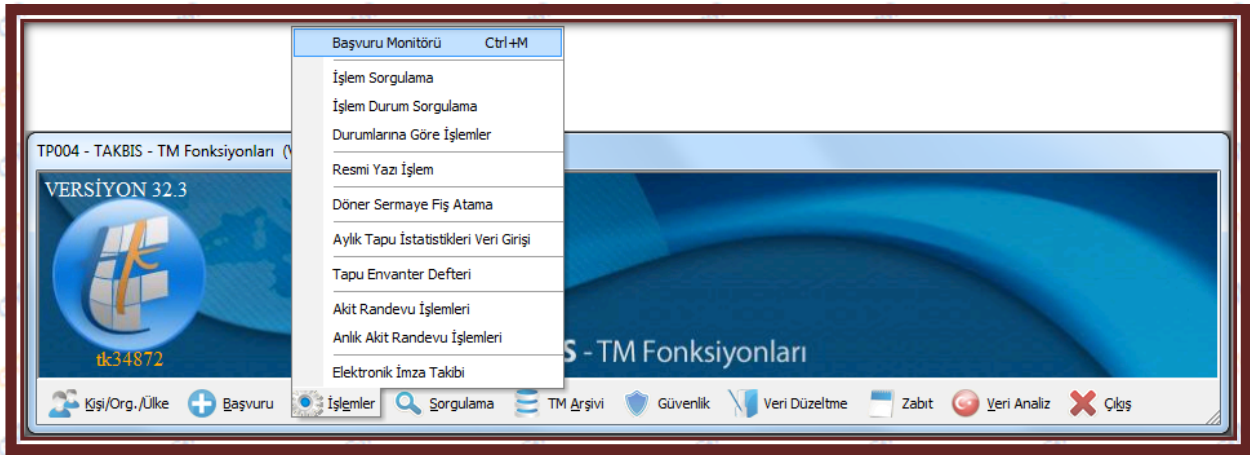 Başvuru Monitörü Ctrl+M
İşlem Sorgulama
İşlem Durum Sorgulama
Durumlarına Göre İşlemler
Resmi Yazı İşlem
Döner Sermaye Fiş Atama
Aylık Tapu İstatistikleri Veri Girişi
Tapu Envanter Defteri
Akit Randevu İşlemleri
Anlık Akit Randevu İşlemleri
Elektronik İmza Takibi
TP004 - TAKBIS - TM Fonksiyonları
VERSİYON 32.3
tk34872
S - TM Fonksiyonları
Kişi/Org./Ülke Başvuru İşlemler Sorgulama TM Arşivi Güvenlik Veri Düzeltme Zabıt Veri Analiz Çıkış